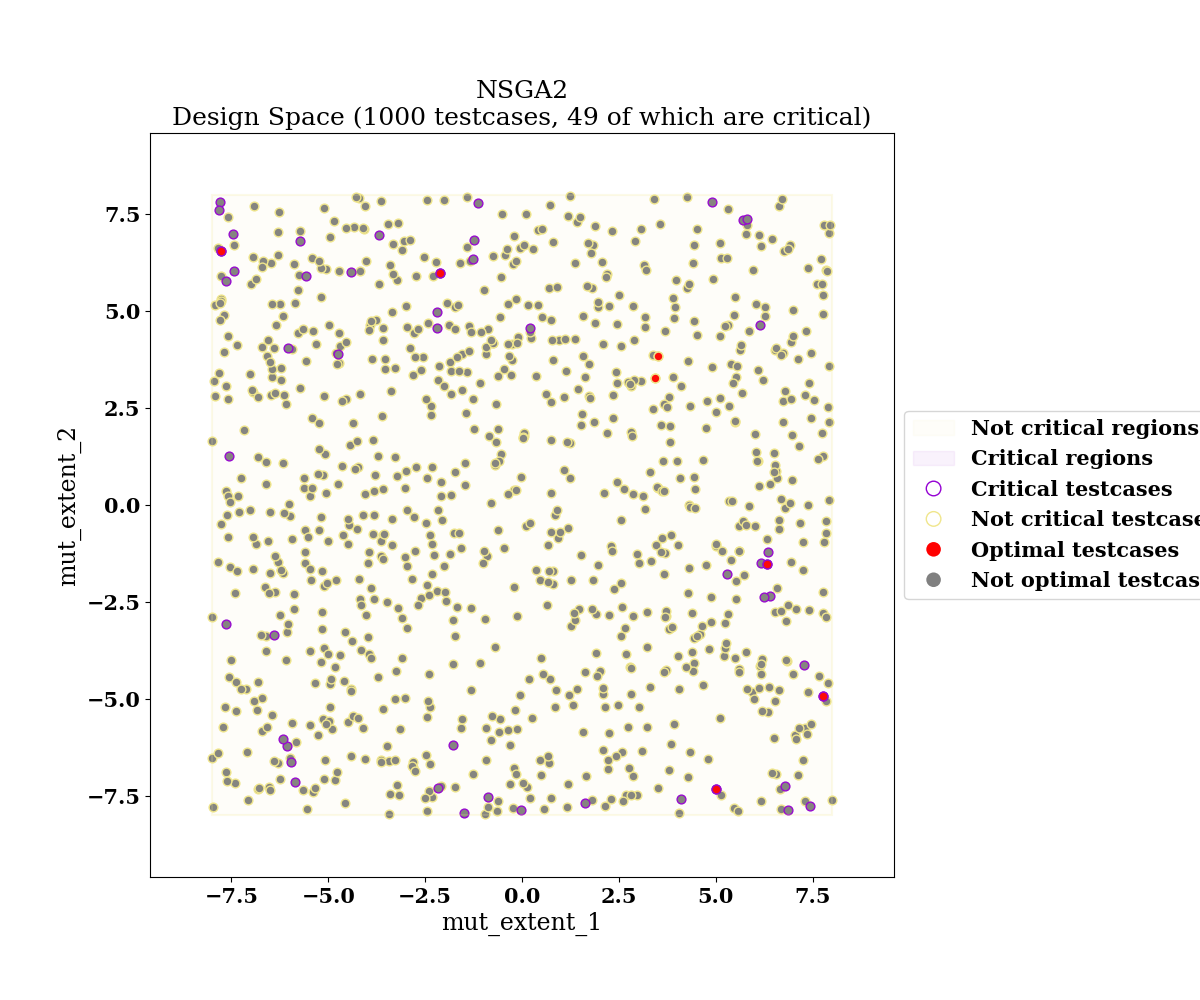 NSGA2
Design Space (1000 testcases, 49 of which are critical)
7.5
5.0
2.5
0.0
−2.5
−5.0
−7.5
mut_extent_2
−7.5 −5.0 −2.5 0.0 2.5 5.0 7.5
mut_extent_1
Not critical regions
Critical regions
Critical testcases
Not critical testcase
Optimal testcases
Not optimal testcas